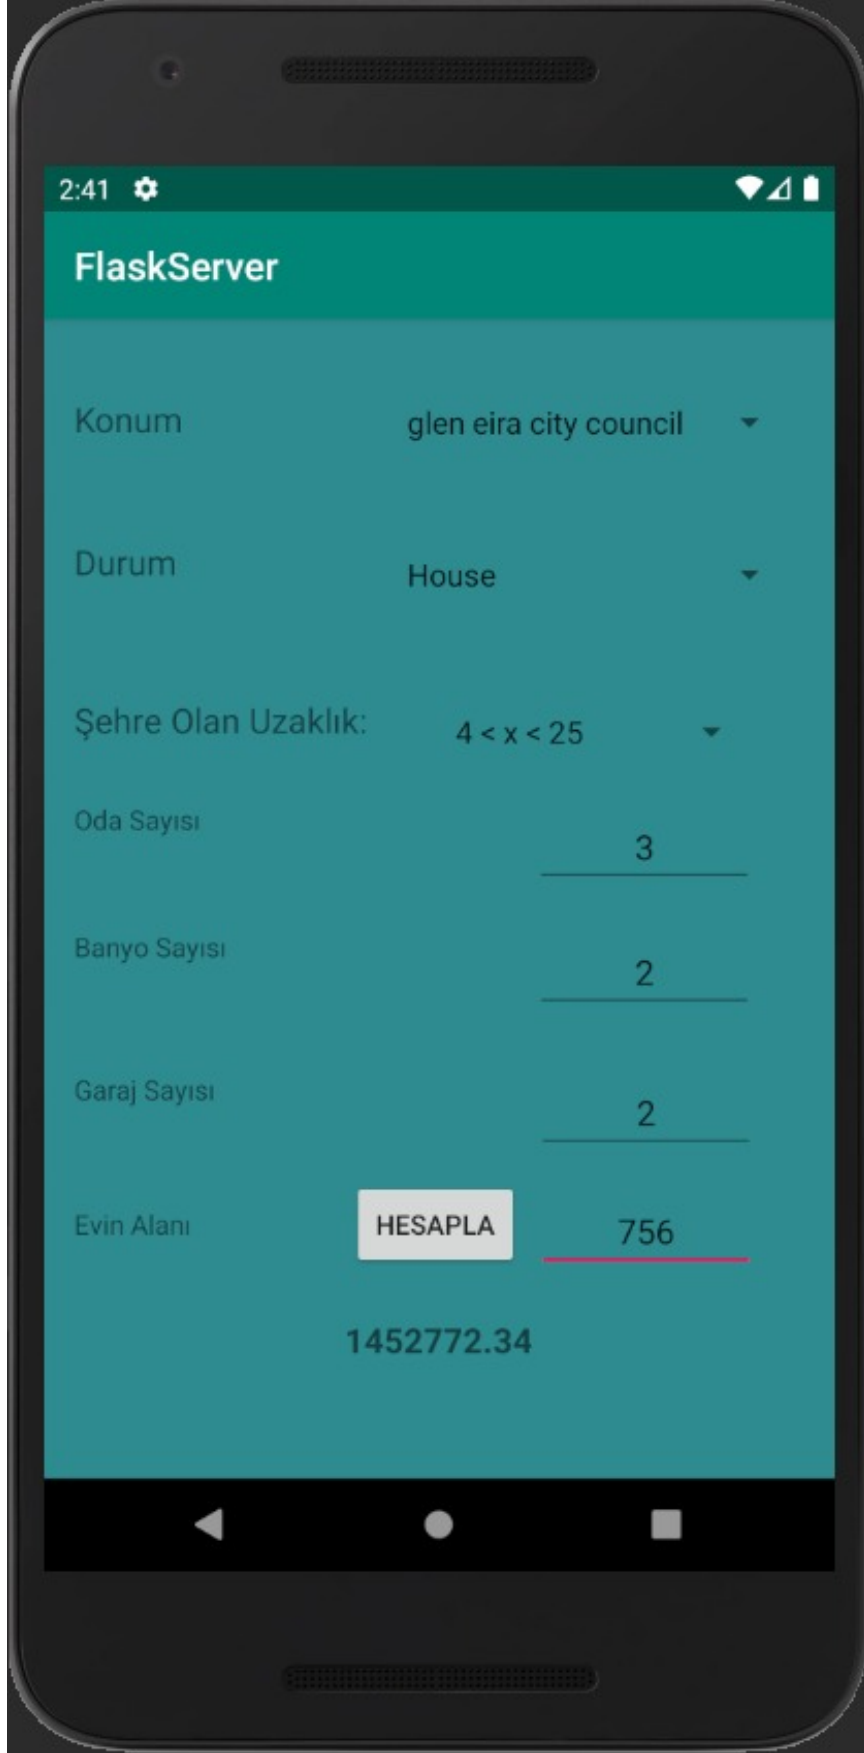 2:41
FlaskServer
Konum glen eira city council
Durum House
Şehre Olan Uzaklık: 4 < x < 25
Oda Sayısı 3
Banyo Sayısı 2
Garaj Sayısı 2
Evin Alanı HESAPLA 756
1452772.34